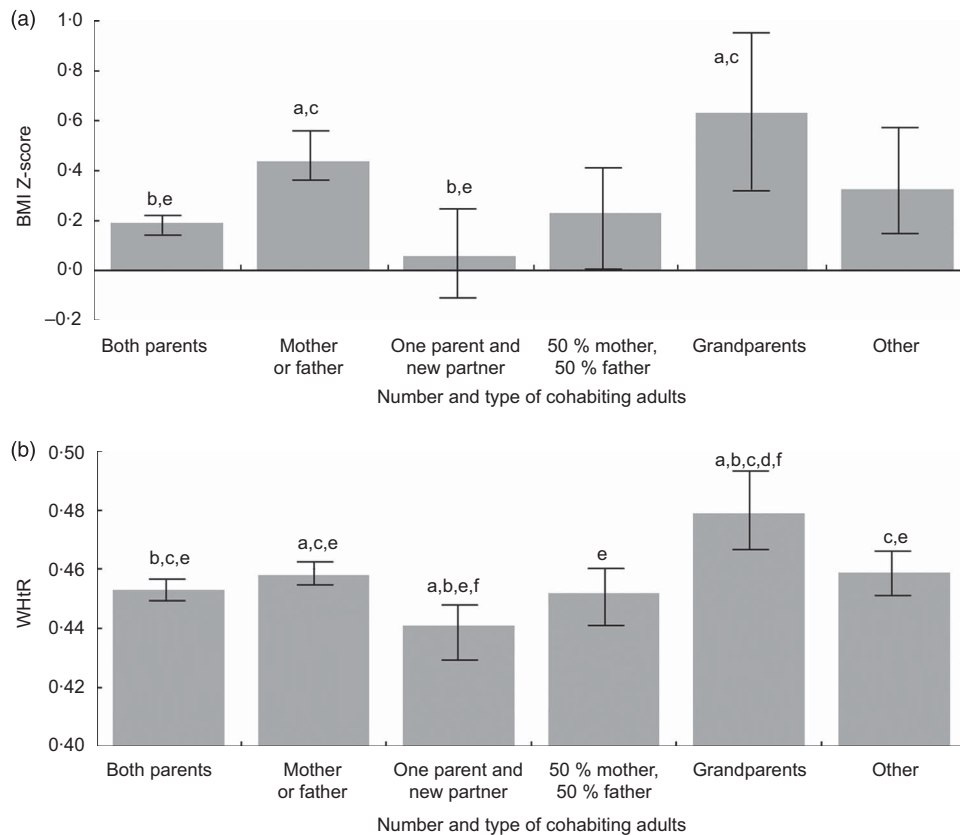 (a)
1·0
0·8
0·6
0·4
0·2
0·0
–0·2
BMI Z-score
b,e
a,c
b,e
a,c
Both parents
Mother
or father
One parent and
new partner
50 % mother,
50 % father
Grandparents
Other
Number and type of cohabiting adults
(b)
0·50
0·48
0·46
0·44
0·42
0·40
WHtR
b,c,e
a,c,e
a,b,e,f
e
a,b,c,d,f
c,e
Both parents
Mother
or father
One parent and
new partner
50 % mother,
50 % father
Grandparents
Other
Number and type of cohabiting adults